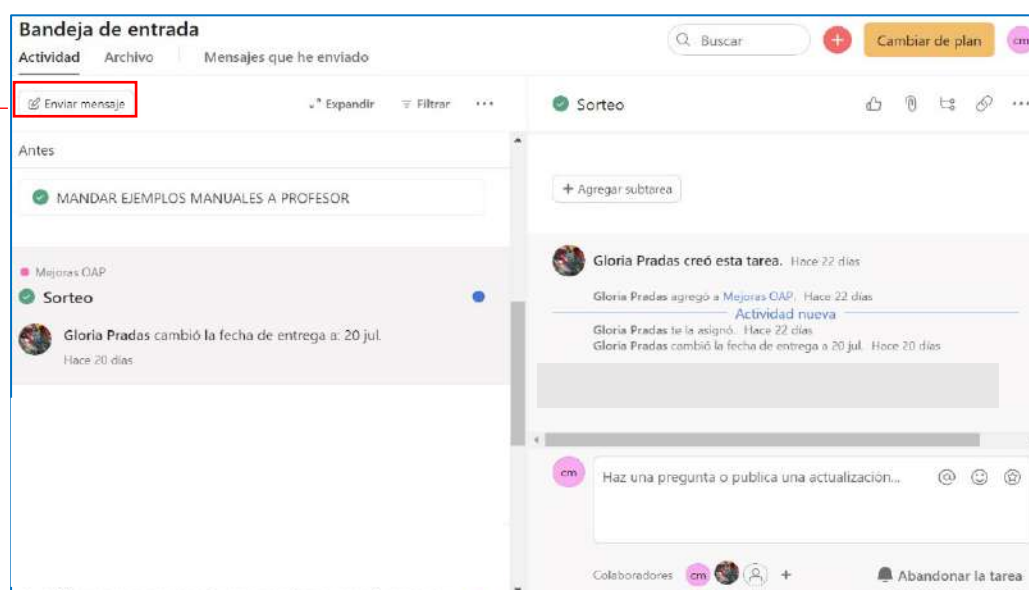 Bandeja de entrada
Actividad Archivo Mensajes que he enviado
Buscar
Cambiar de plan
cm
Enviar mensaje
Expandir
Filtrar
Antes
MANDAR EJEMPLOS MANUALES A PROFESOR
Mejoras OAP
Sorteo
Gloria Pradas cambió la fecha de entrega a: 20 jul.
Hace 20 días
Sorteo
+ Agregar subtarea
Gloria Pradas creó esta tarea. Hace 22 días
Gloria Pradas agregó a Mejoras OAP. Hace 22 días
Actividad nueva
Gloria Pradas te la asignó. Hace 22 días
Gloria Pradas cambió la fecha de entrega a 20 jul. Hace 20 días
cm
Haz una pregunta o publica una actualización...
Colaboradores cm +
Abandonar la tarea